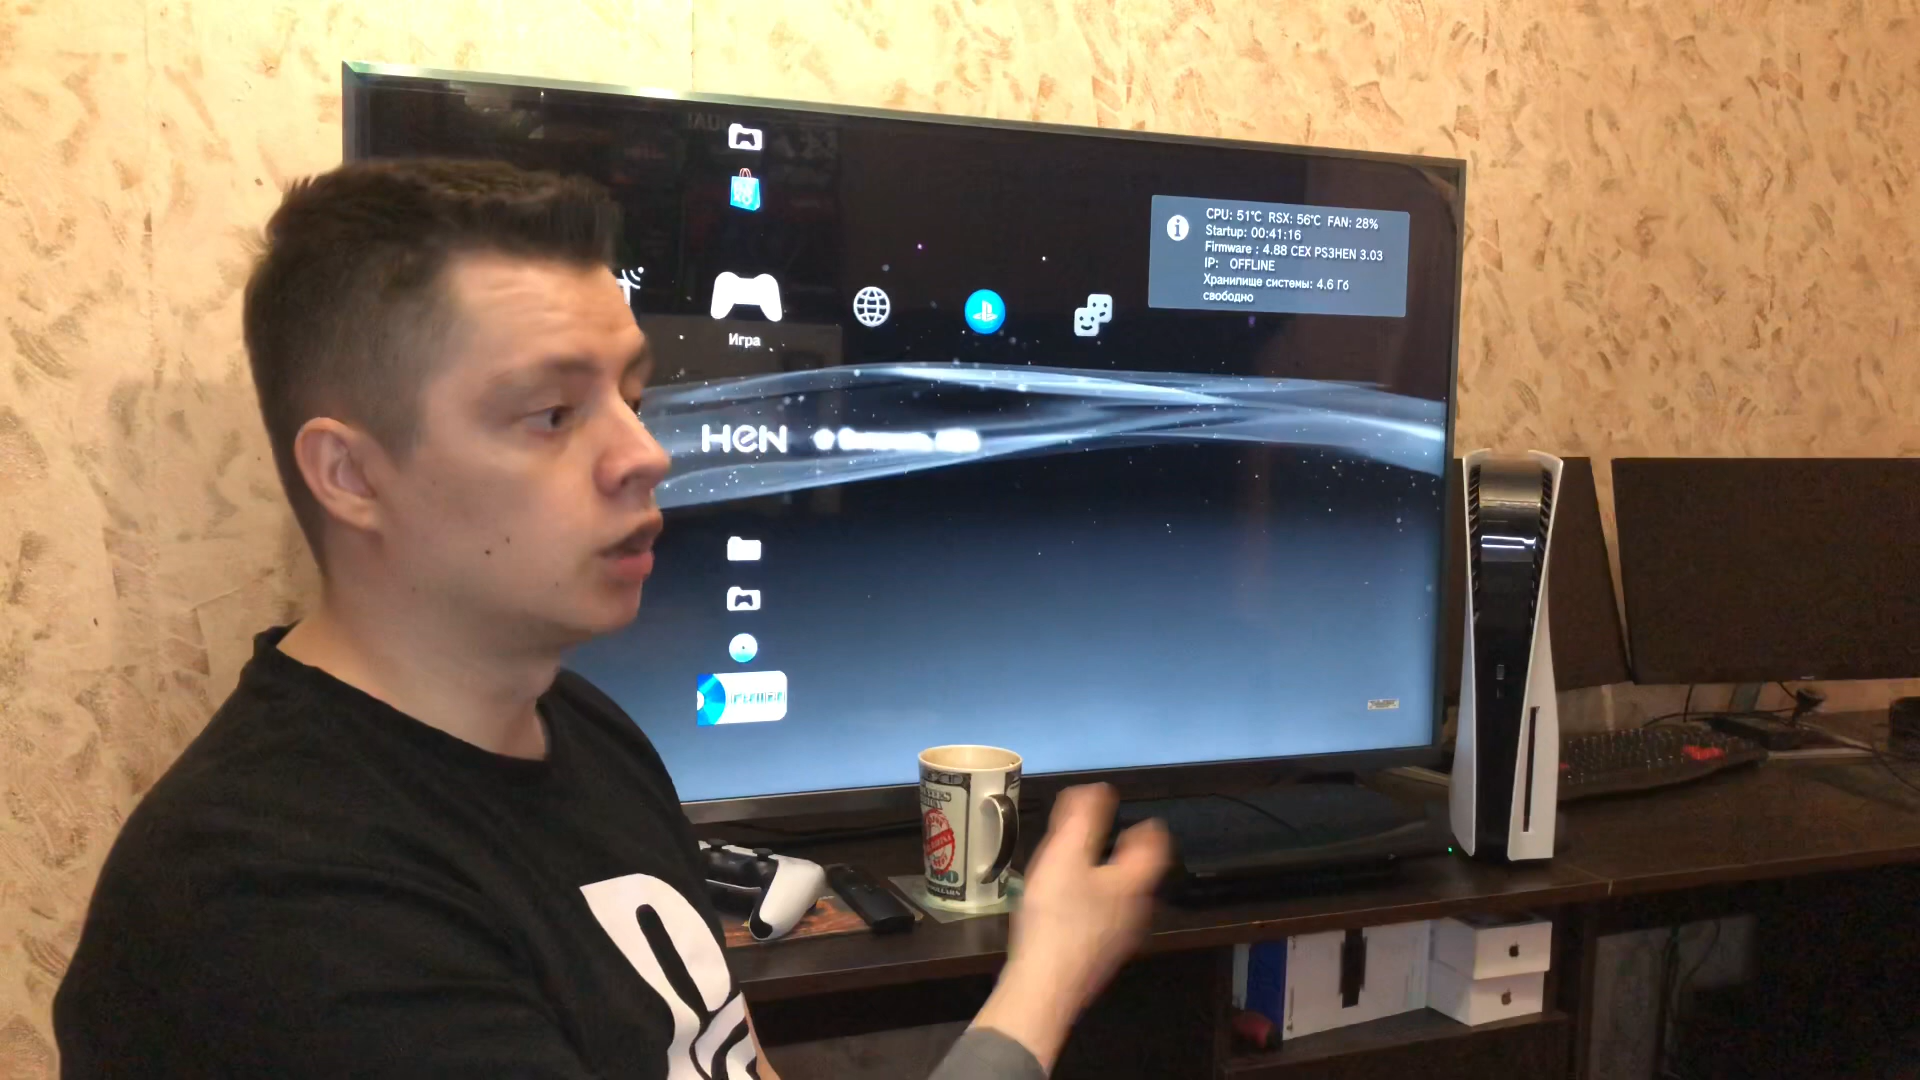 CPU: 51°C RSX: 56°C FAN: 28%
Startup: 00:41:16
Firmware : 4.88 CEX PS3HEN 3.03
IP: OFFLINE
Хранилище системы: 4.6 Гб
свободно
Игра
HEN